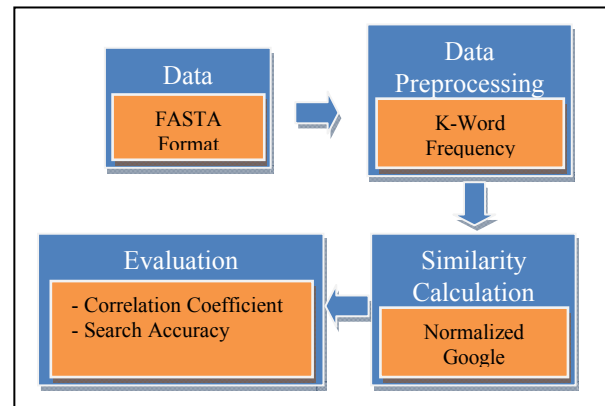 Data
FASTA
Format
Data
Preprocessing
K-Word
Frequency
Similarity
Calculation
Normalized
Google
Evaluation
- Correlation Coefficient
- Search Accuracy